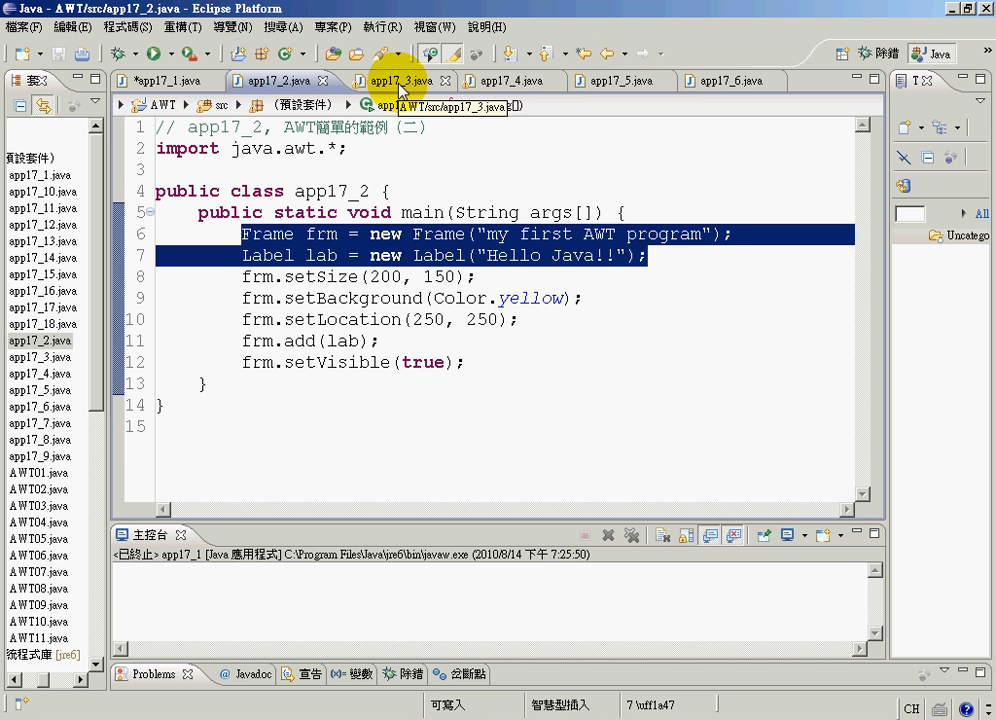 Java - AWT/src/app17_2.java - Eclipse Platform
檔案(F) 編輯(E) 程式碼(S) 重構(T) 導覽(N) 搜尋(A) 專案(P) 執行(R) 視窗(W) 說明(H)
除錯 Java
套 *app17_1.java app17_2.java app17_3.java app17_4.java app17_5.java app17_6.java T
AWT src (預設套件) AWT/src/app17_3.java g[])
預設套件)
app17_1.java
app17_10.java
app17_11.java
app17_12.java
app17_13.java
app17_14.java
app17_15.java
app17_16.java
app17_17.java
app17_18.java
app17_2.java
app17_3.java
app17_4.java
app17_5.java
app17_6.java
app17_7.java
app17_8.java
app17_9.java
AWT01.java
AWT02.java
AWT03.java
AWT04.java
AWT05.java
AWT06.java
AWT07.java
AWT08.java
AWT09.java
AWT10.java
AWT11.java
統程式庫 [jre6]
1 // app17_2, AWT簡單的範例(二)
2 import java.awt.*;
3
4 public class app17_2 {
5 public static void main(String args[]) {
6 Frame frm = new Frame("my first AWT program");
7 Label lab = new Label("Hello Java!!");
8 frm.setSize(200, 150);
9 frm.setBackground(Color.yellow);
10 frm.setLocation(250, 250);
11 frm.add(lab);
12 frm.setVisible(true);
13 }
14 }
15
All
Uncatego
主控台
<已終止> app17_1 [Java 應用程式] C:\Program Files\Java\jre6\bin\javaw.exe (2010/8/14 下午 7:25:50)
Problems @ Javadoc 宣告 (x)= 變數 除錯 岔斷點
可寫入 智慧型插入 7 \uff1a47 CH